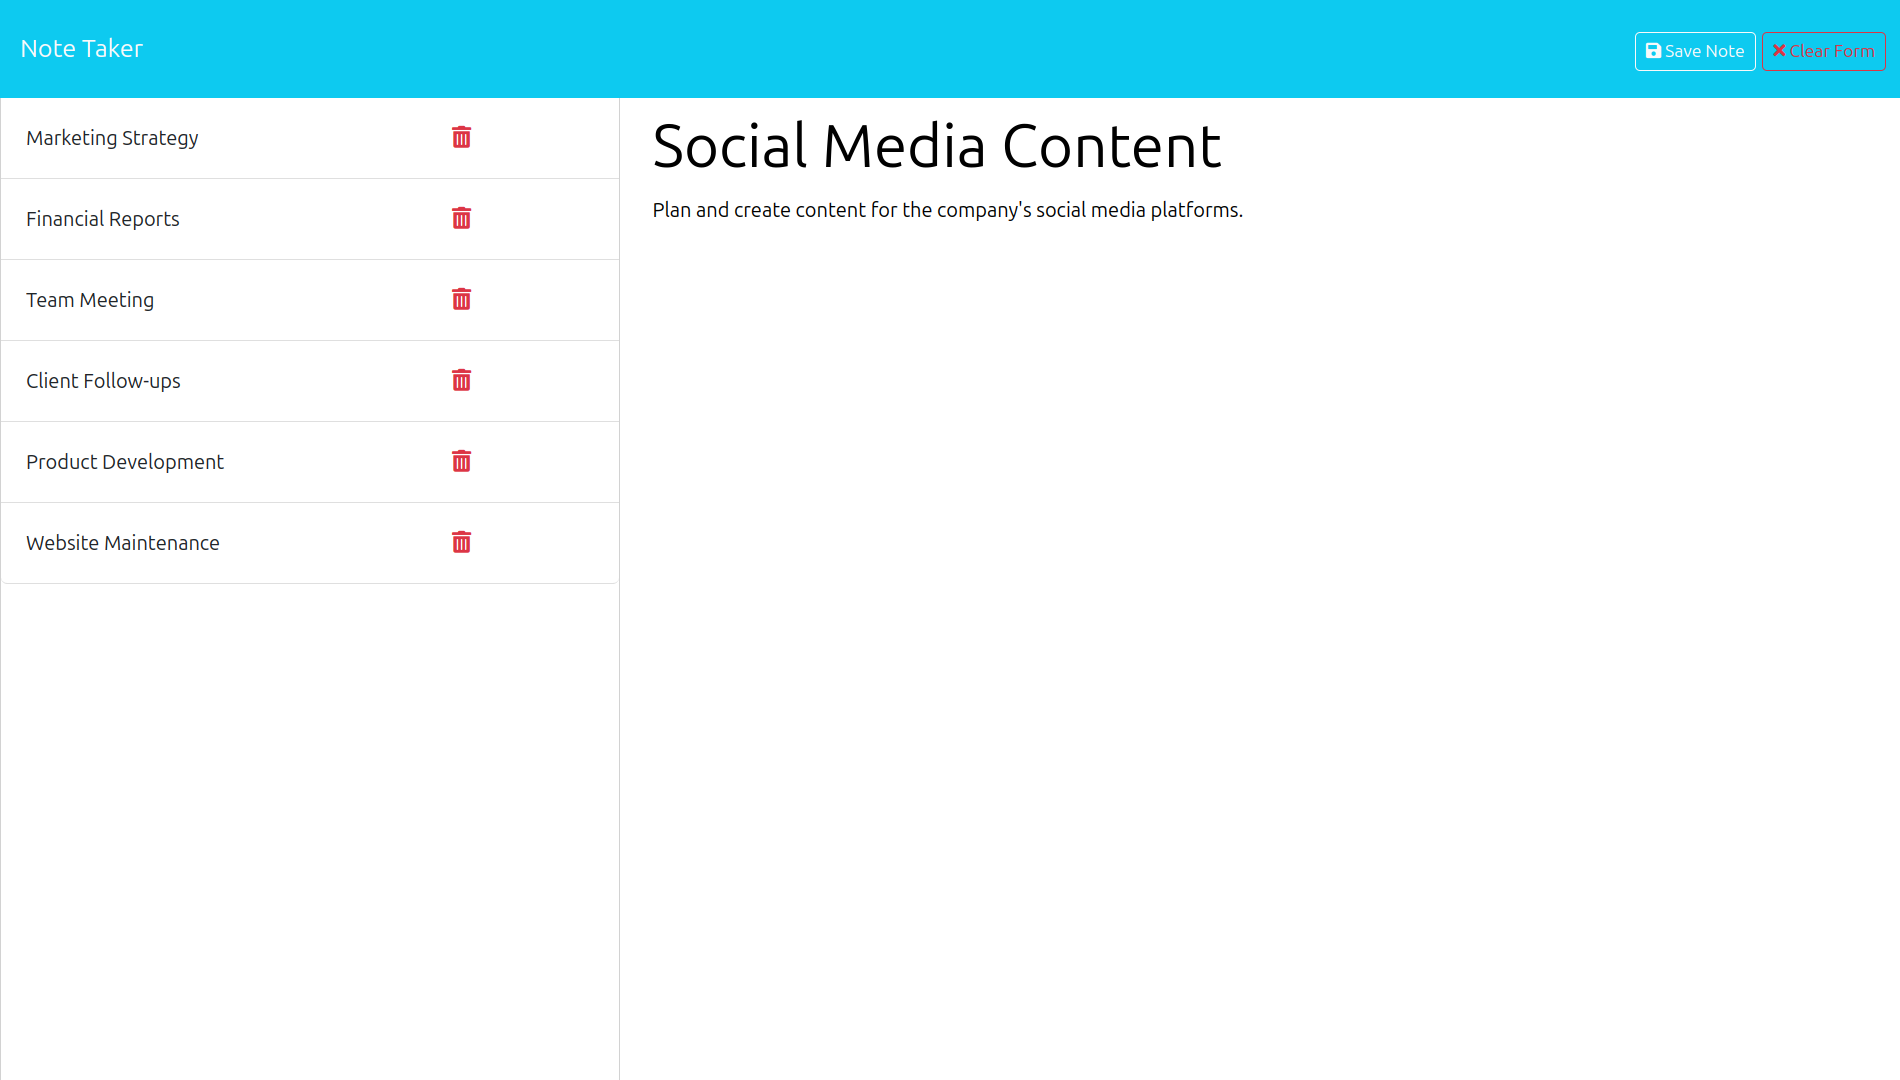 Note Taker
Save Note
Clear Form
Marketing Strategy
Financial Reports
Team Meeting
Client Follow-ups
Product Development
Website Maintenance
Social Media Content
Plan and create content for the company's social media platforms.